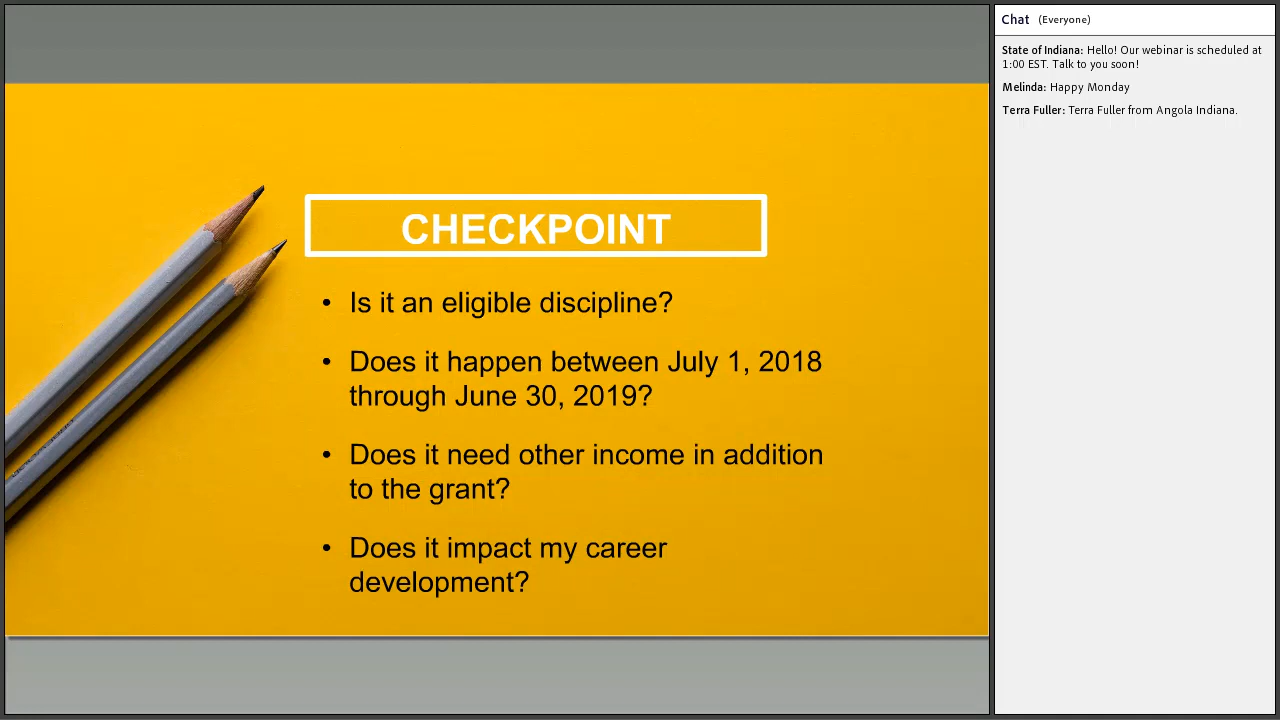 CHECKPOINT
• Is it an eligible discipline?
• Does it happen between July 1, 2018
through June 30, 2019?
• Does it need other income in addition
to the grant?
• Does it impact my career
development?
Chat (Everyone)
State of Indiana: Hello! Our webinar is scheduled at
1:00 EST. Talk to you soon!
Melinda: Happy Monday
Terra Fuller: Terra Fuller from Angola Indiana.